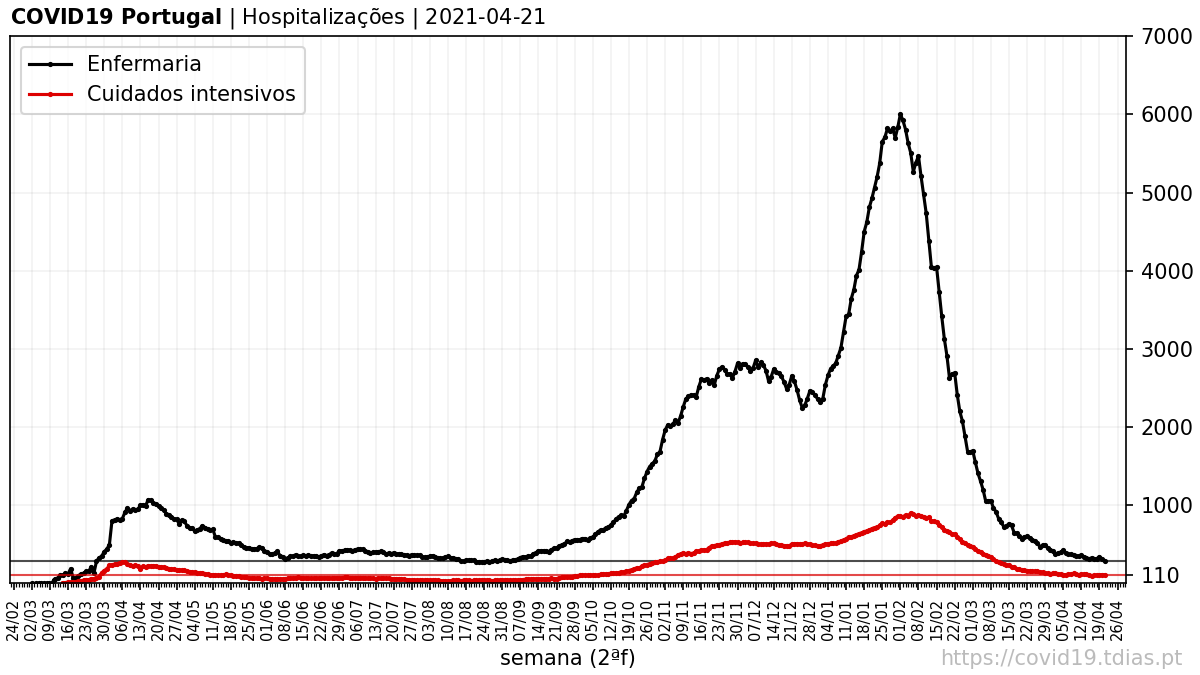 COVID19 Portugal | Hospitalizações | 2021-04-21
Enfermaria
Cuidados intensivos
7000
6000
5000
4000
3000
2000
1000
110
24/02 02/03 09/03 16/03 23/03 30/03 06/04 13/04 20/04 27/04 04/05 11/05 18/05 25/05 01/06 08/06 15/06 22/06 29/06 06/07 13/07 20/07 27/07 03/08 10/08 17/08 24/08 31/08 07/09 14/09 21/09 28/09 05/10 12/10 19/10 26/10 02/11 09/11 16/11 23/11 30/11 07/12 14/12 21/12 28/12 04/01 11/01 18/01 25/01 01/02 08/02 15/02 22/02 01/03 08/03 15/03 22/03 29/03 05/04 12/04 19/04 26/04
semana (2ªf)
https://covid19.tdias.pt